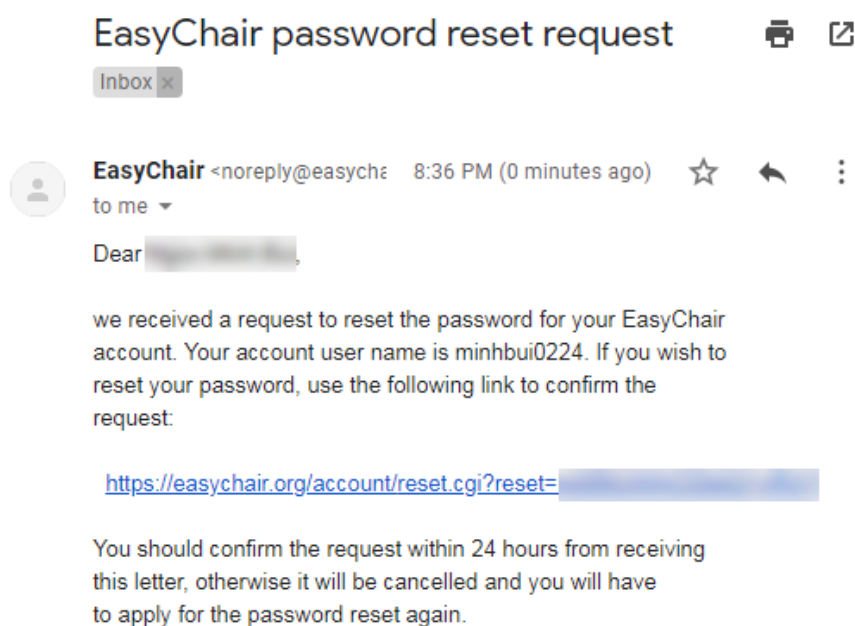 EasyChair password reset request
Inbox ×
EasyChair <noreply@easycha 8:36 PM (0 minutes ago)
to me
Dear ,
we received a request to reset the password for your EasyChair
account. Your account user name is minhbui0224. If you wish to
reset your password, use the following link to confirm the
request:
https://easychair.org/account/reset.cgi?reset=
You should confirm the request within 24 hours from receiving
this letter, otherwise it will be cancelled and you will have
to apply for the password reset again.